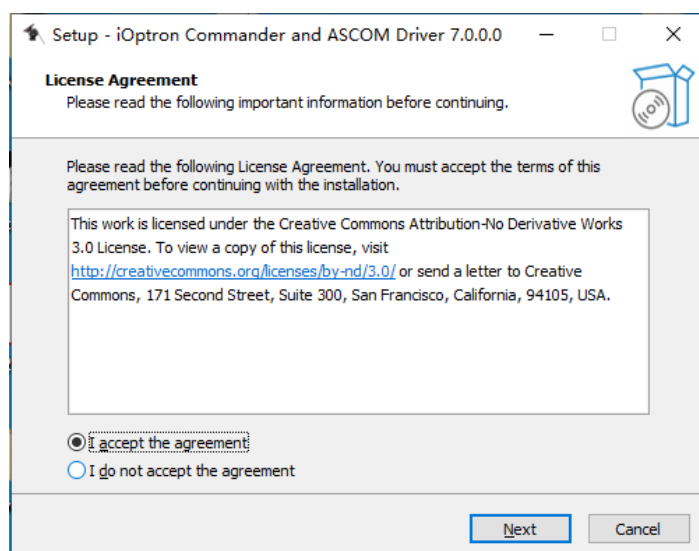 Setup - iOptron Commander and ASCOM Driver 7.0.0.0
License Agreement
Please read the following important information before continuing.
Please read the following License Agreement. You must accept the terms of this
agreement before continuing with the installation.
This work is licensed under the Creative Commons Attribution-No Derivative Works
3.0 License. To view a copy of this license, visit
http://creativecommons.org/licenses/by-nd/3.0/ or send a letter to Creative
Commons, 171 Second Street, Suite 300, San Francisco, California, 94105, USA.
I accept the agreement
I do not accept the agreement
Next Cancel